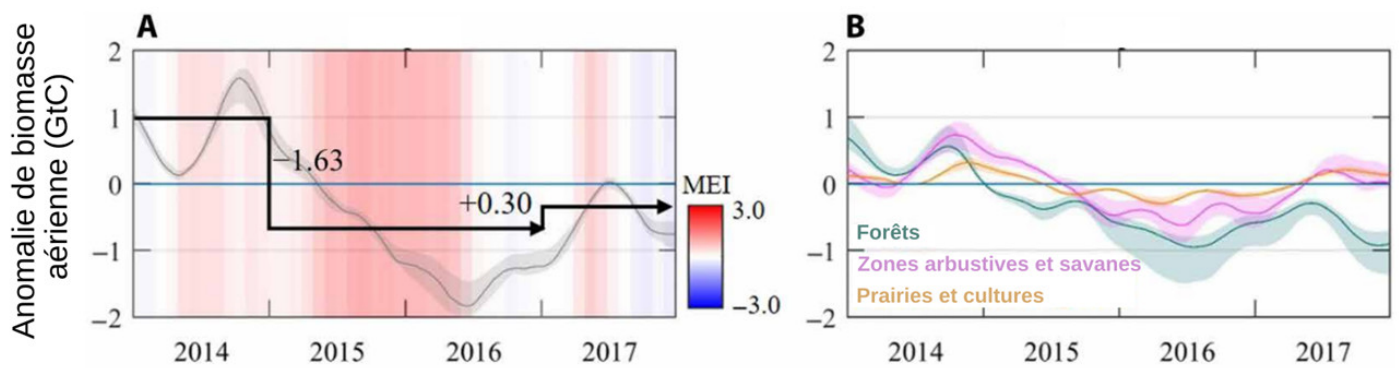 A
B
Anomalie de biomasse
aérienne (GtC)
2
1
0
−1
−2
−1.63
+0.30
2014
2015
2016
2017
MEI
3.0
−3.0
2
1
0
−1
−2
Forêts
Zones arbustives et savanes
Prairies et cultures
2014
2015
2016
2017